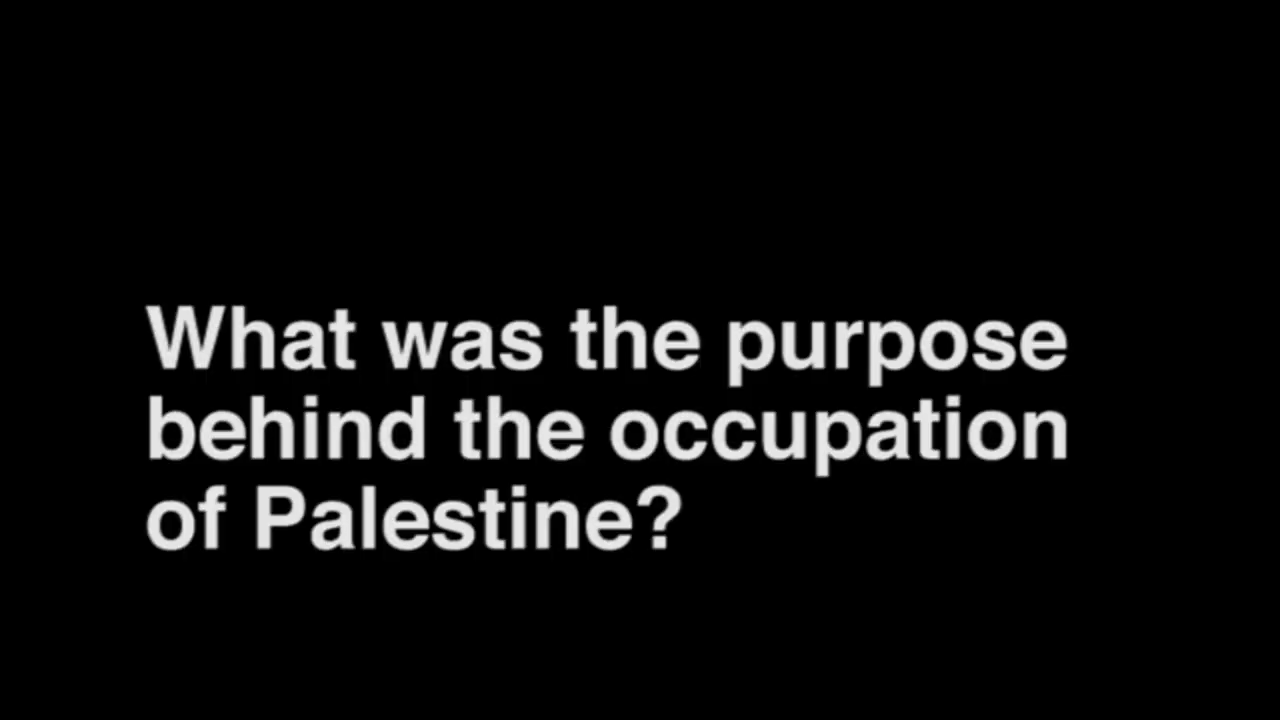 What was the purpose
behind the occupation
of Palestine?